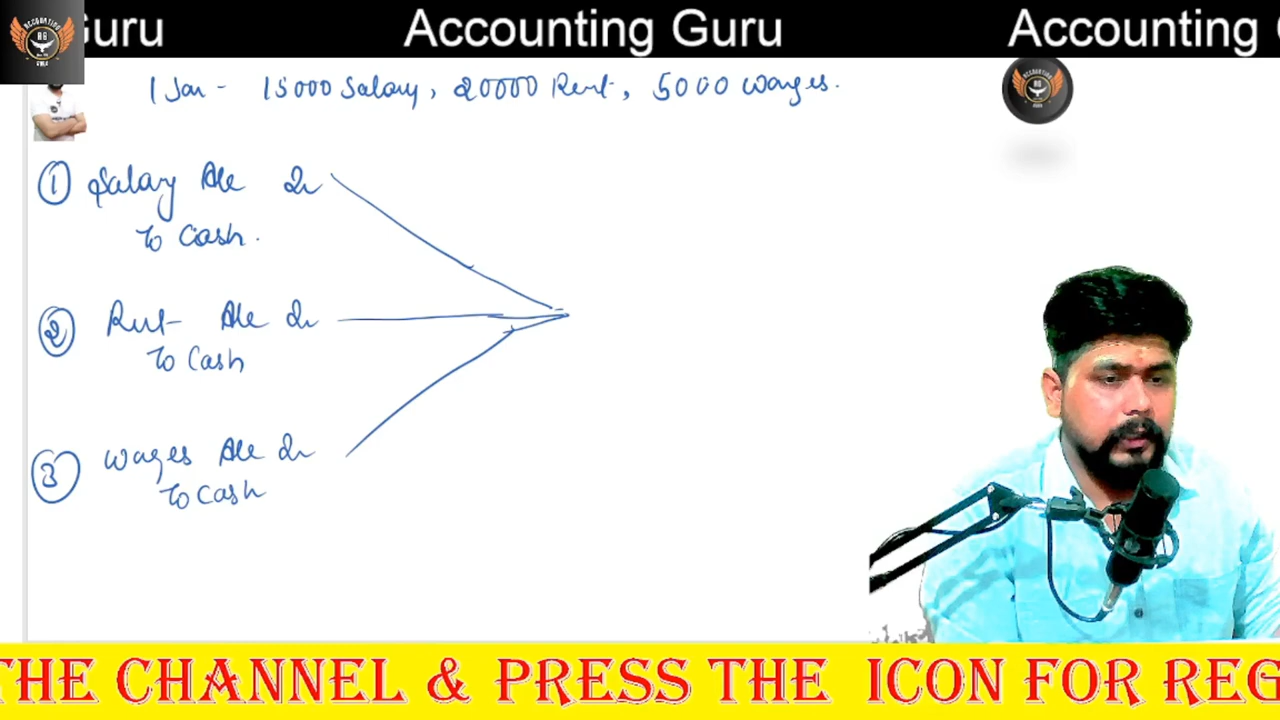 Guru
Accounting Guru
Accounting G
1 Jan - 15000 Salary, 20000 Rent, 5000 Wages.
① Salary A/c Dr
To Cash.
② Rent A/c Dr
To Cash
③ Wages A/c Dr
To Cash
THE CHANNEL & PRESS THE ICON FOR REG